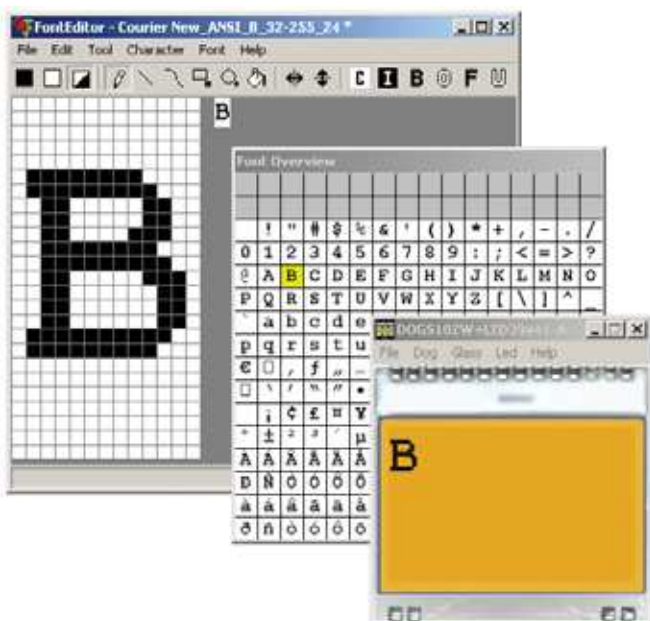 FontEditor - Courier New_ANSI_B_32-255_24 *
File Edit Tool Character Font Help
C I B F U
B
Font Overview
! " # $ % & ' ( ) * + , - . /
0 1 2 3 4 5 6 7 8 9 : ; < = > ?
@ A B C D E F G H I J K L M N O
P Q R S T U V W X Y Z [ \ ] ^ _
` a b c d e
p q r s t u
€ , ƒ „
¡ ¢ £ ¤ ¥
° ± ² ³ ´ µ
À Á Â Ã Ä Å
Ð Ñ Ò Ó Ô Õ
à á â ã ä å
ð ñ ò ó ô õ
File Dog Glass Led Help
B